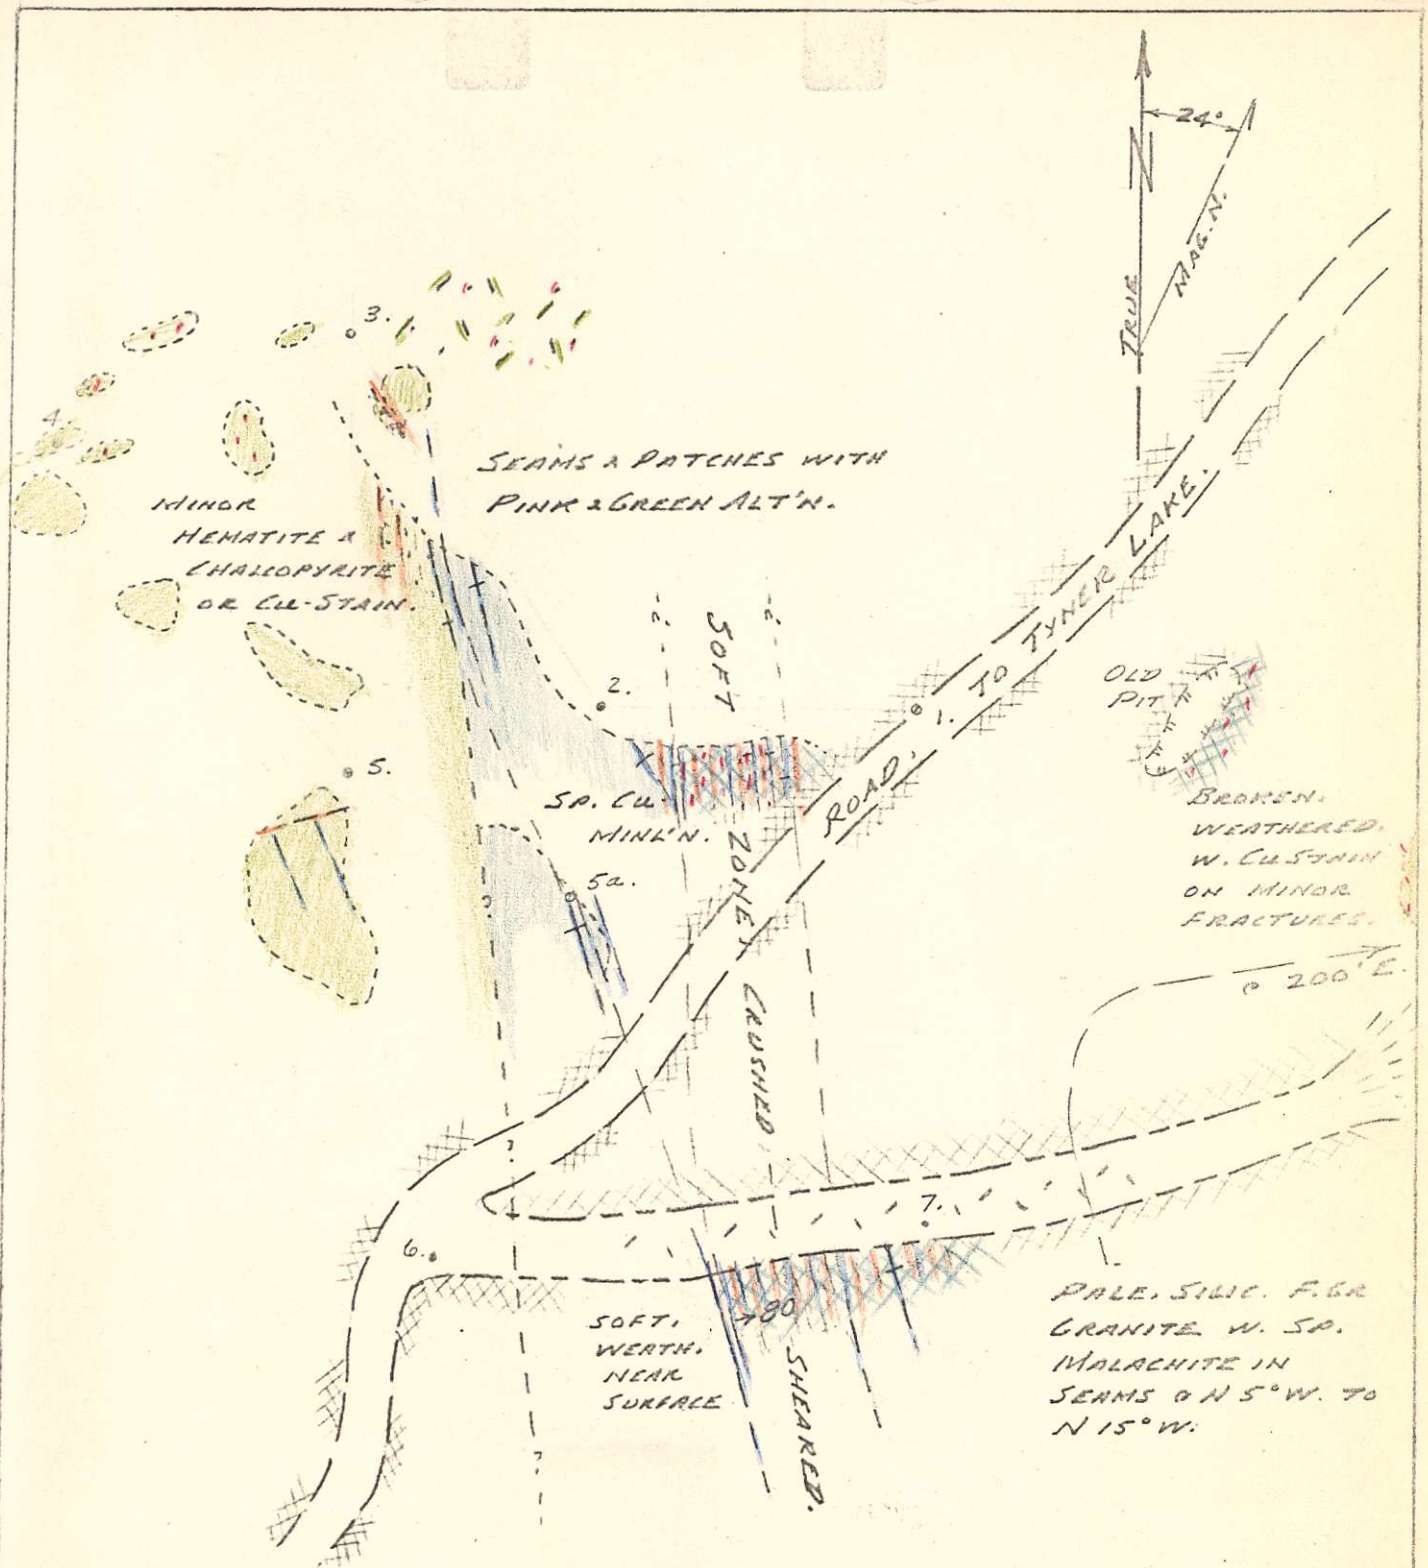 24°
TRUE
N
MAG. N.
3.
4
SEAMS & PATCHES WITH
PINK & GREEN ALT'N.
MINOR
HEMATITE &
CHALCOPYRITE
OR CU-STAIN.
2.
1.
ROAD. TO TYNER LAKE.
OLD
PIT
5.
SP. CU
MINL'N.
5a.
SOFT ZONE, CRUSHED, SHEARED.
BROKEN.
WEATHERED.
W. CU STAIN
ON MINOR
FRACTURES.
200' E.
?
?
?
?
?
6.
7.
80
SOFT.
WEATH.
NEAR
SURFACE
PALE. SILIC. F. GR
GRANITE W. SP.
MALACHITE IN
SEAMS @ N 5° W. TO
N 15° W.